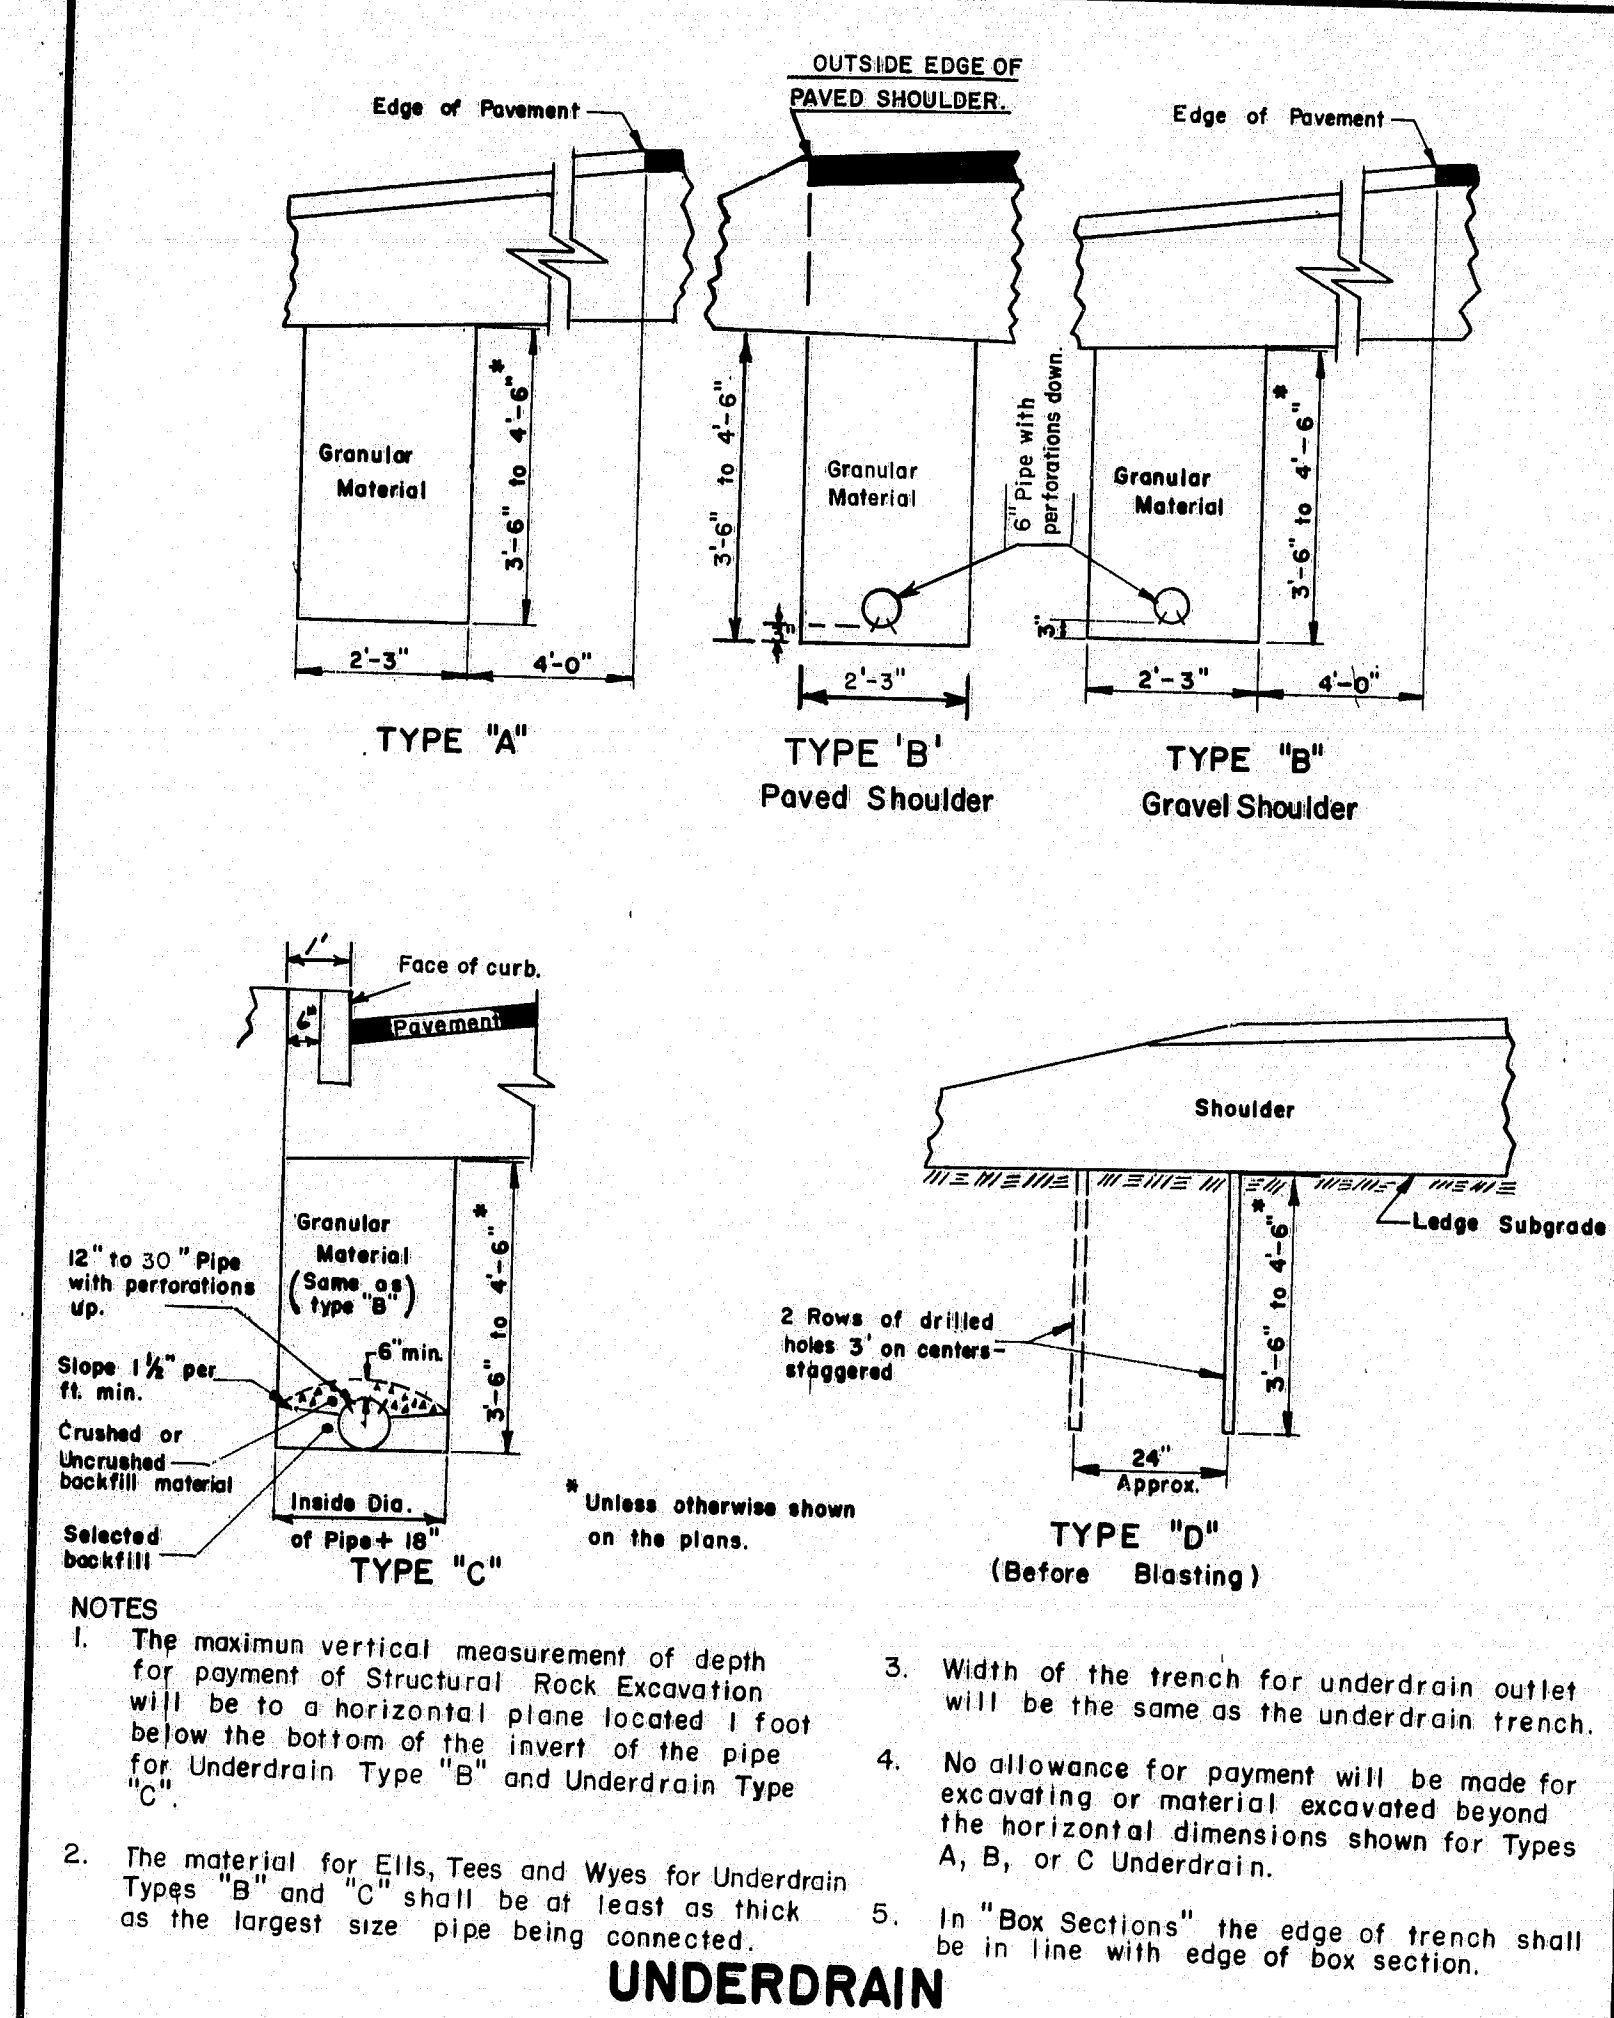 OUTSIDE EDGE OF
PAVED SHOULDER.
Edge of Pavement
Edge of Pavement
Granular
Material
3'-6" to 4'-6" *
2'-3"
4'-0"
TYPE "A"
3'-6" to 4'-6"
Granular
Material
6" Pipe with
perforations down.
3"
2'-3"
TYPE 'B'
Paved Shoulder
Granular
Material
3'-6" to 4'-6" *
3"
2'-3"
4'-0"
TYPE "B"
Gravel Shoulder
1'
Face of curb.
6"
Pavement
Granular
Material
(Same as
type "B")
3'-6" to 4'-6" *
12" to 30" Pipe
with perforations
up.
6" min.
Slope 1 1/2" per
ft. min.
Crushed or
Uncrushed
backfill material
Selected
backfill
Inside Dia.
of Pipe + 18"
TYPE "C"
* Unless otherwise shown
on the plans.
Shoulder
Ledge Subgrade
3'-6" to 4'-6" *
2 Rows of drilled
holes 3' on centers-
staggered
24"
Approx.
TYPE "D"
(Before Blasting)
NOTES
1. The maximun vertical measurement of depth
for payment of Structural Rock Excavation
will be to a horizontal plane located 1 foot
below the bottom of the invert of the pipe
for Underdrain Type "B" and Underdrain Type
"C".
2. The material for Ells, Tees and Wyes for Underdrain
Types "B" and "C" shall be at least as thick
as the largest size pipe being connected.
3. Width of the trench for underdrain outlet
will be the same as the underdrain trench.
4. No allowance for payment will be made for
excavating or material excavated beyond
the horizontal dimensions shown for Types
A, B, or C Underdrain.
5. In "Box Sections" the edge of trench shall
be in line with edge of box section.
UNDERDRAIN